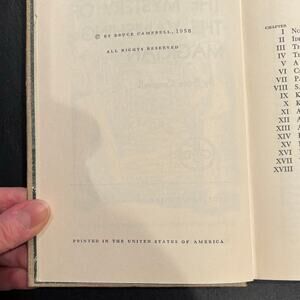 © BY BRUCE CAMPBELL, 1958
ALL RIGHTS RESERVED
PRINTED IN THE UNITED STATES OF AMERICA
CHAPTER
I
II
III
IV
V A
VI
VII
VIII
IX
X
XI
XII
XIII
XIV
XV
XVI
XVII
XVIII